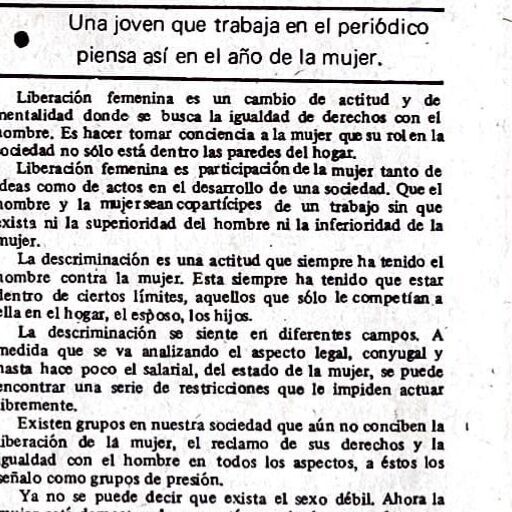 Una joven que trabaja en el periódico
piensa así en el año de la mujer.
Liberación femenina es un cambio de actitud y de
mentalidad donde se busca la igualdad de derechos con el
hombre. Es hacer tomar conciencia a la mujer que su rol en la
sociedad no sólo está dentro las paredes del hogar.
Liberación femenina es participación de la mujer tanto de
ideas como de actos en el desarrollo de una sociedad. Que el
hombre y la mujer sean copartícipes de un trabajo sin que
exista ni la superioridad del hombre ni la inferioridad de la
mujer.
La descriminación es una actitud que siempre ha tenido el
hombre contra la mujer. Esta siempre ha tenido que estar
dentro de ciertos límites, aquellos que sólo le competían a
ella en el hogar, el esposo, los hijos.
La descriminación se siente en diferentes campos. A
medida que se va analizando el aspecto legal, conyugal y
hasta hace poco el salarial, del estado de la mujer, se puede
encontrar una serie de restricciones que le impiden actuar
libremente.
Existen grupos en nuestra sociedad que aún no conciben la
liberación de la mujer, el reclamo de sus derechos y la
igualdad con el hombre en todos los aspectos, a éstos los
señalo como grupos de presión.
Ya no se puede decir que exista el sexo débil. Ahora la